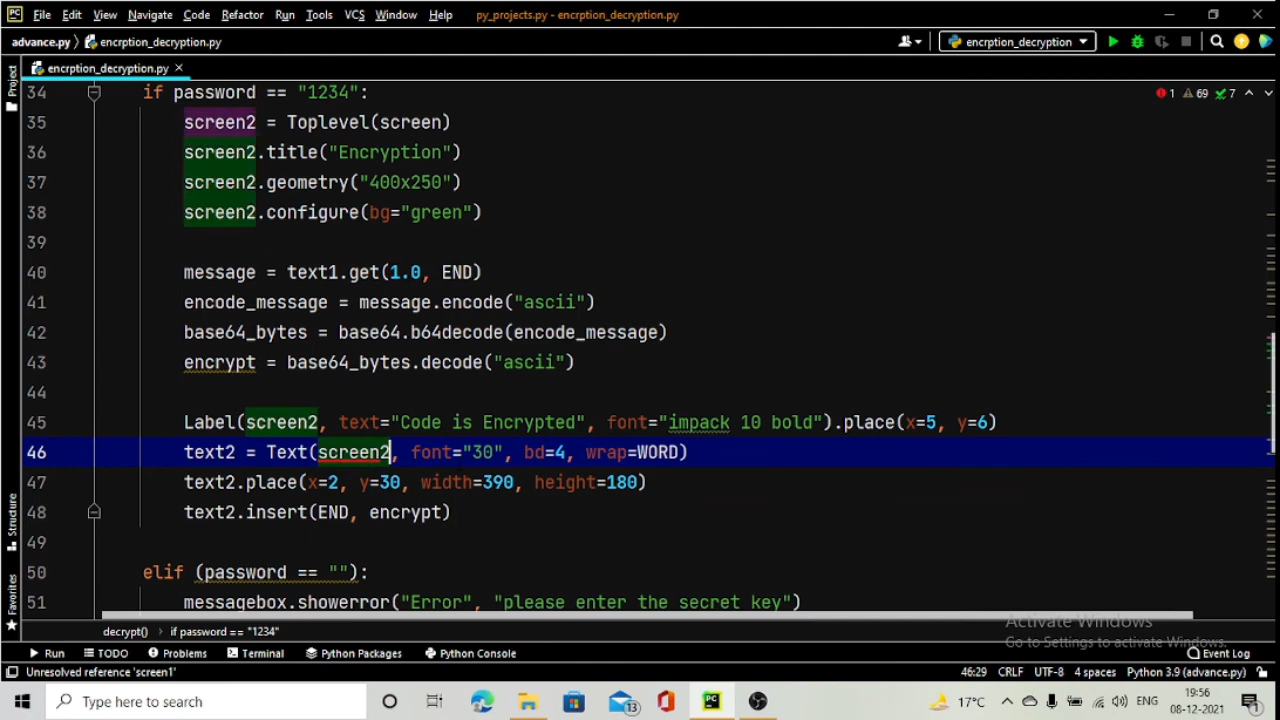 File Edit View Navigate Code Refactor Run Tools VCS Window Help py_projects.py - encrption_decryption.py
advance.py encrption_decryption.py encrption_decryption
encrption_decryption.py
Project
34 if password == "1234": 1 69 7
35 screen2 = Toplevel(screen)
36 screen2.title("Encryption")
37 screen2.geometry("400x250")
38 screen2.configure(bg="green")
39
40 message = text1.get(1.0, END)
41 encode_message = message.encode("ascii")
42 base64_bytes = base64.b64decode(encode_message)
43 encrypt = base64_bytes.decode("ascii")
44
45 Label(screen2, text="Code is Encrypted", font="impack 10 bold").place(x=5, y=6)
46 text2 = Text(screen2, font="30", bd=4, wrap=WORD)
47 text2.place(x=2, y=30, width=390, height=180)
48 text2.insert(END, encrypt)
49
50 elif (password == ""):
51 messagebox.showerror("Error", "please enter the secret key")
Structure
Favorites
Activate Windows
Go to Settings to activate Windows.
decrypt() if password == "1234"
Run TODO Problems Terminal Python Packages Python Console Event Log
Unresolved reference 'screen1' 46:29 CRLF UTF-8 4 spaces Python 3.9 (advance.py)
Type here to search 13 17°C ENG 19:56
08-12-2021 1